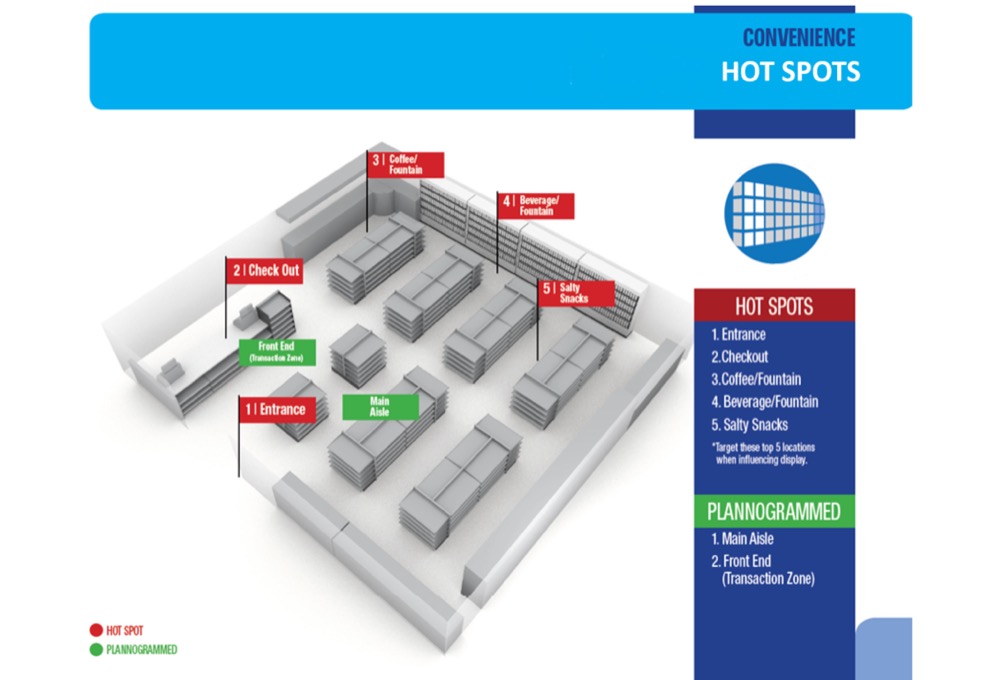 CONVENIENCE
HOT SPOTS
3 | Coffee/
Fountain
4 | Beverage/
Fountain
2 | Check Out
5 | Salty
Snacks
Front End
(Transaction Zone)
1 | Entrance
Main
Aisle
HOT SPOT
PLANNOGRAMMED
HOT SPOTS
1. Entrance
2.Checkout
3.Coffee/Fountain
4. Beverage/Fountain
5. Salty Snacks
*Target these top 5 locations
when influencing display.
PLANNOGRAMMED
1. Main Aisle
2. Front End
(Transaction Zone)